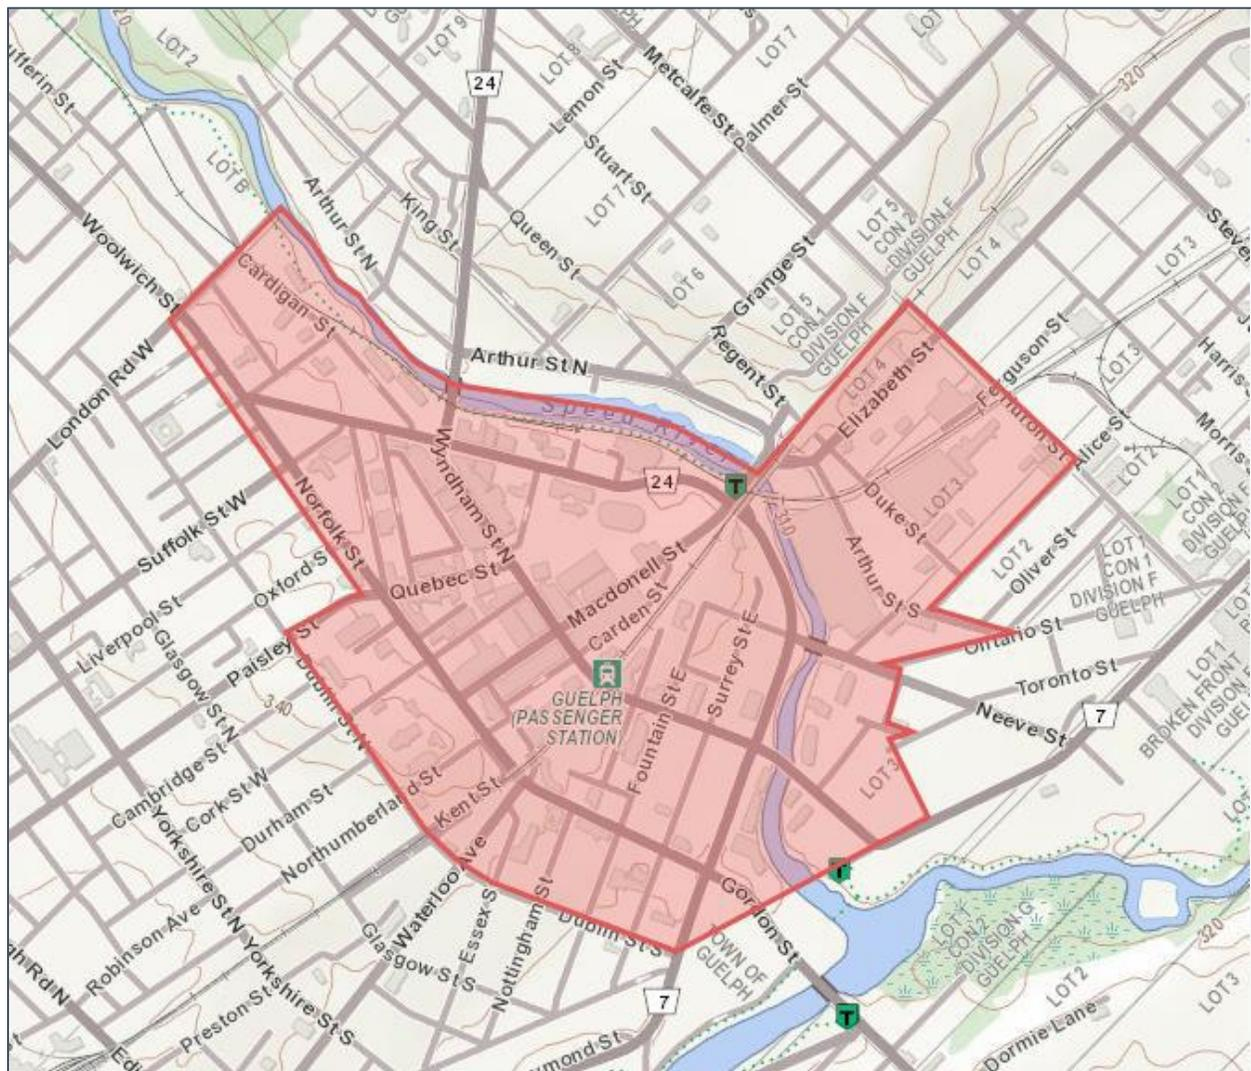 320
LOT 2
LOT 9
LOT 7
24
Metcalfe St
Palmer St
320
Lemon St
Stuart St
LOT 7
LOT B
Arthur St N
King St
Queen St
LOT 5
CON 2
DIVISION F
GUELPH
LOT 4
LOT 3
Woolwich St
Cardigan St
LOT 6
Grange St
LOT 5
CON 1
DIVISION F
GUELPH
Regent St
Arthur St N
London Rd W
LOT 4
Elizabeth St
Ferguson St
LOT 3
Speed River
Huron St
Alice St
LOT 2
Wyndham St N
24
T
310
Duke St
LOT 3
LOT 1
CON 2
DIVISION F
Suffolk St W
Norfolk St
Oxford S
Quebec St
Macdonell St
Carden St
Arthur St S
LOT 2
Oliver St
LOT 1
CON 1
DIVISION F
GUELPH
Liverpool St
Paisley St
Glasgow St N
Dublin St N
340
Surrey St E
Fountain St E
Ontario St
Toronto St
Neeve St
7
LOT 1
BROKEN FRONT
GUELPH
(PASSENGER
STATION)
Cambridge St
Cork St W
Durham St
Northumberland St
Kent St
LOT 3
Yorkshire St N
Waterloo Ave
Essex S
Nottingham St
Dublin St S
Gordon St
T
Robinson Ave
Glasgow St S
Yorkshire St S
Preston St
TOWN OF
GUELPH
LOT 1
CON 2
DIVISION G
GUELPH
LOT 2
320
LOT 3
7
T
Dormie Lane